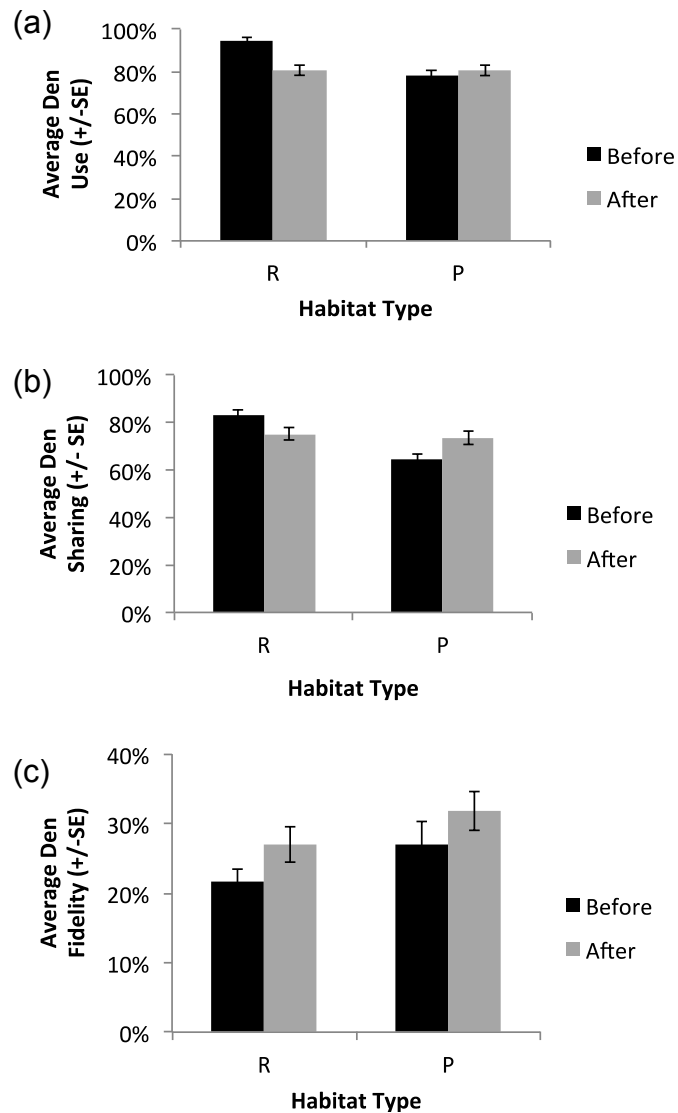 (a)
Average Den
Use (+/-SE)
100%
80%
60%
40%
20%
0%
R
P
Habitat Type
Before
After
(b)
Average Den
Sharing (+/- SE)
100%
80%
60%
40%
20%
0%
R
P
Habitat Type
Before
After
(c)
Average Den
Fidelity (+/-SE)
40%
30%
20%
10%
0%
R
P
Habitat Type
Before
After